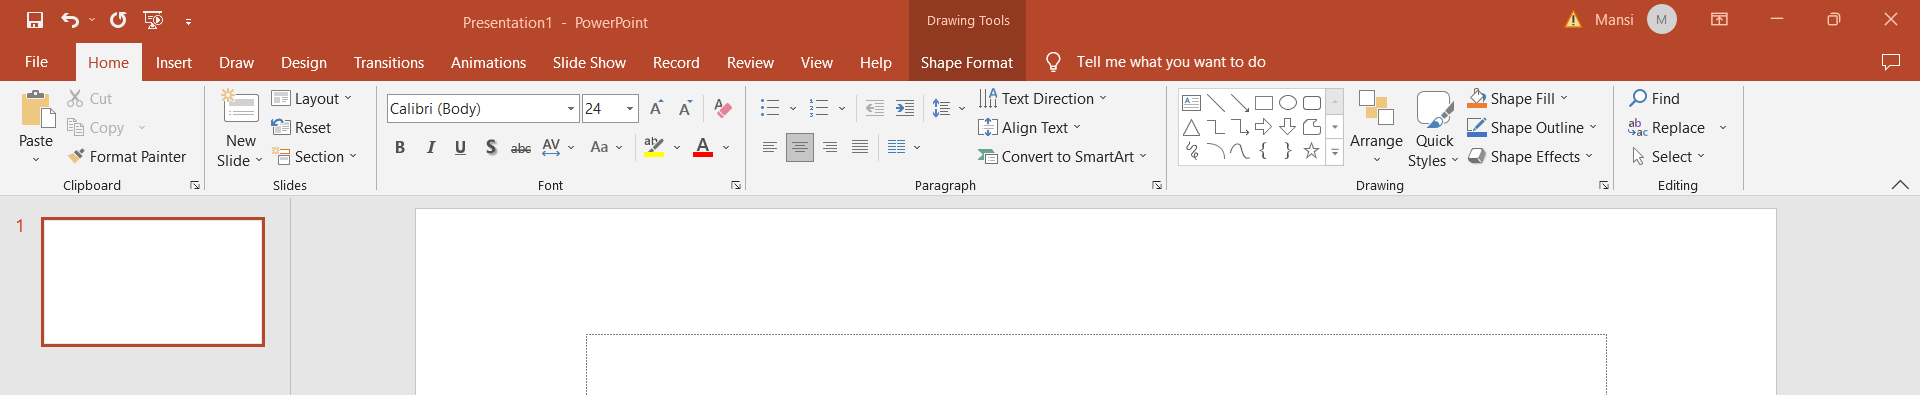 Presentation1 - PowerPoint
Drawing Tools
Mansi
M
File Home Insert Draw Design Transitions Animations Slide Show Record Review View Help Shape Format Tell me what you want to do
Paste
Cut
Copy
Format Painter
Clipboard
New
Slide
Layout
Reset
Section
Slides
Calibri (Body) 24
A A A
B I U S abc AV Aa ab A
Font
Text Direction
Align Text
Convert to SmartArt
Paragraph
Arrange
Quick
Styles
Shape Fill
Shape Outline
Shape Effects
Drawing
Find
Replace
Select
Editing
1